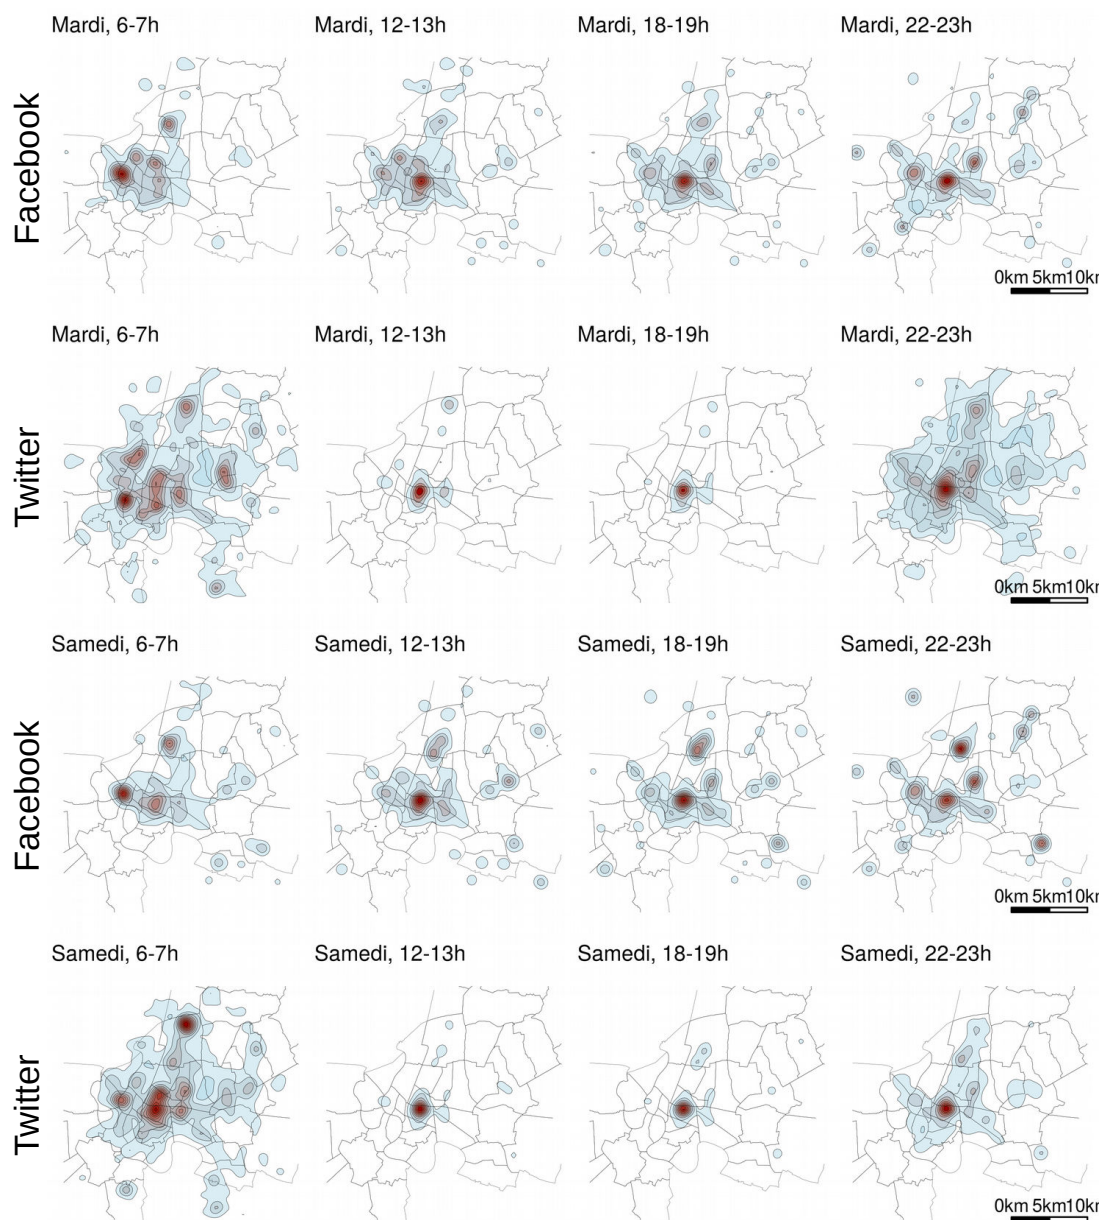 Mardi, 6-7h
Mardi, 12-13h
Mardi, 18-19h
Mardi, 22-23h
Facebook
0km 5km10km
Mardi, 6-7h
Mardi, 12-13h
Mardi, 18-19h
Mardi, 22-23h
Twitter
0km 5km10km
Samedi, 6-7h
Samedi, 12-13h
Samedi, 18-19h
Samedi, 22-23h
Facebook
0km 5km10km
Samedi, 6-7h
Samedi, 12-13h
Samedi, 18-19h
Samedi, 22-23h
Twitter
0km 5km10km